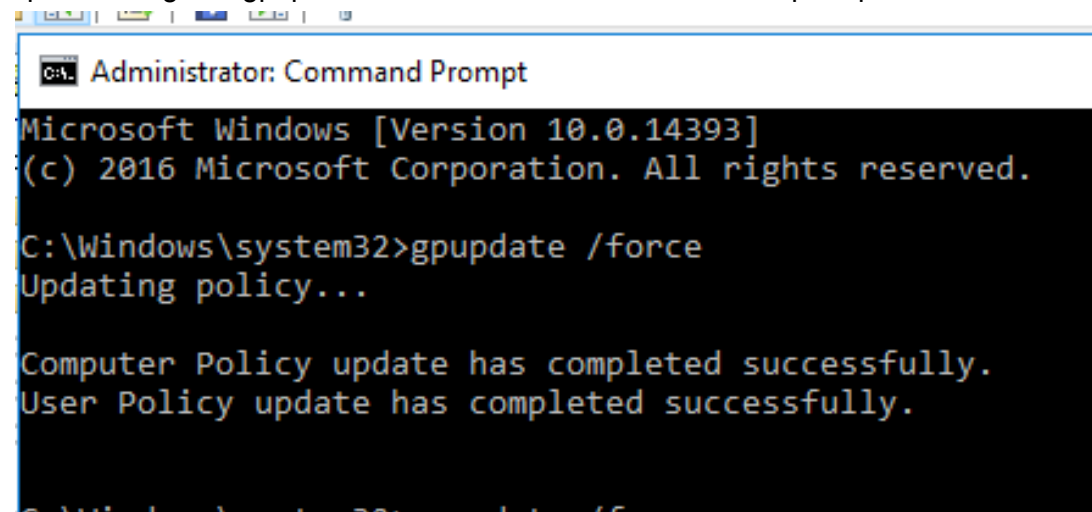 Administrator: Command Prompt
Microsoft Windows [Version 10.0.14393]
(c) 2016 Microsoft Corporation. All rights reserved.
C:\Windows\system32>gpupdate /force
Updating policy...
Computer Policy update has completed successfully.
User Policy update has completed successfully.